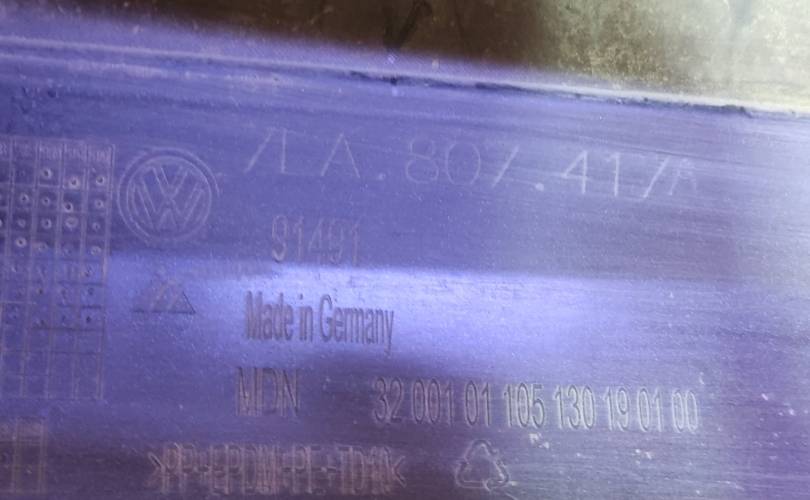 7LA.807.417A
91491
Made in Germany
MDN 32 001 01 105 130 19 01 00
>PP+EPDM+PE-TD10<